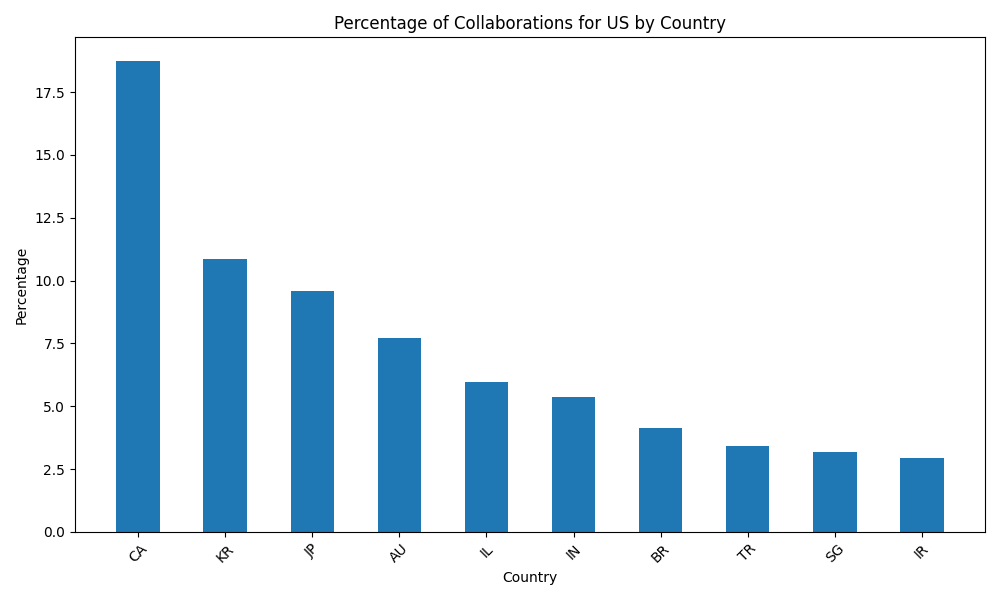 Percentage of Collaborations for US by Country
Percentage
17.5
15.0
12.5
10.0
7.5
5.0
2.5
0.0
CA KR JP AU IL IN BR TR SG IR
Country